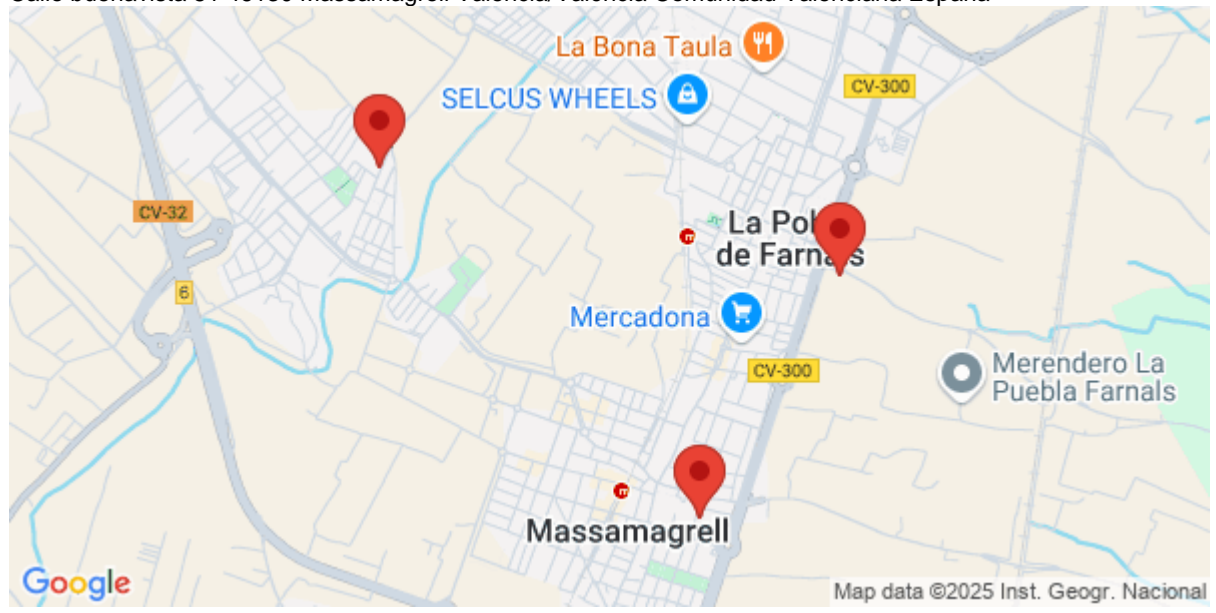 La Bona Taula
SELCUS WHEELS
CV-300
CV-32
La Pob
de Farnals
6
Mercadona
CV-300
Merendero La
Puebla Farnals
Massamagrell
Google
Map data ©2025 Inst. Geogr. Nacional